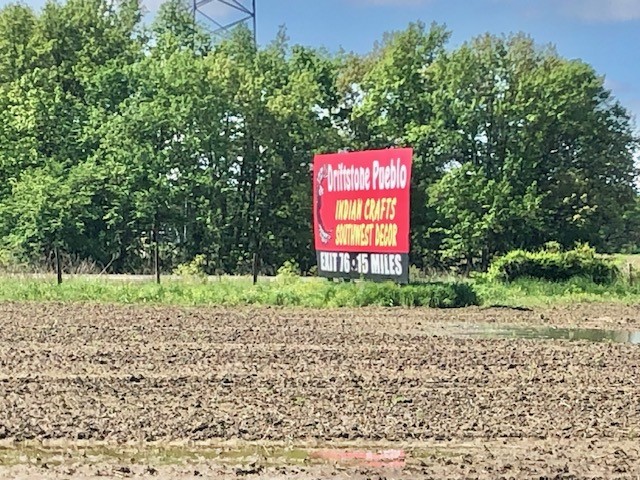 Driftstone Pueblo
INDIAN CRAFTS
SOUTHWEST DECOR
EXIT 76 - 15 MILES